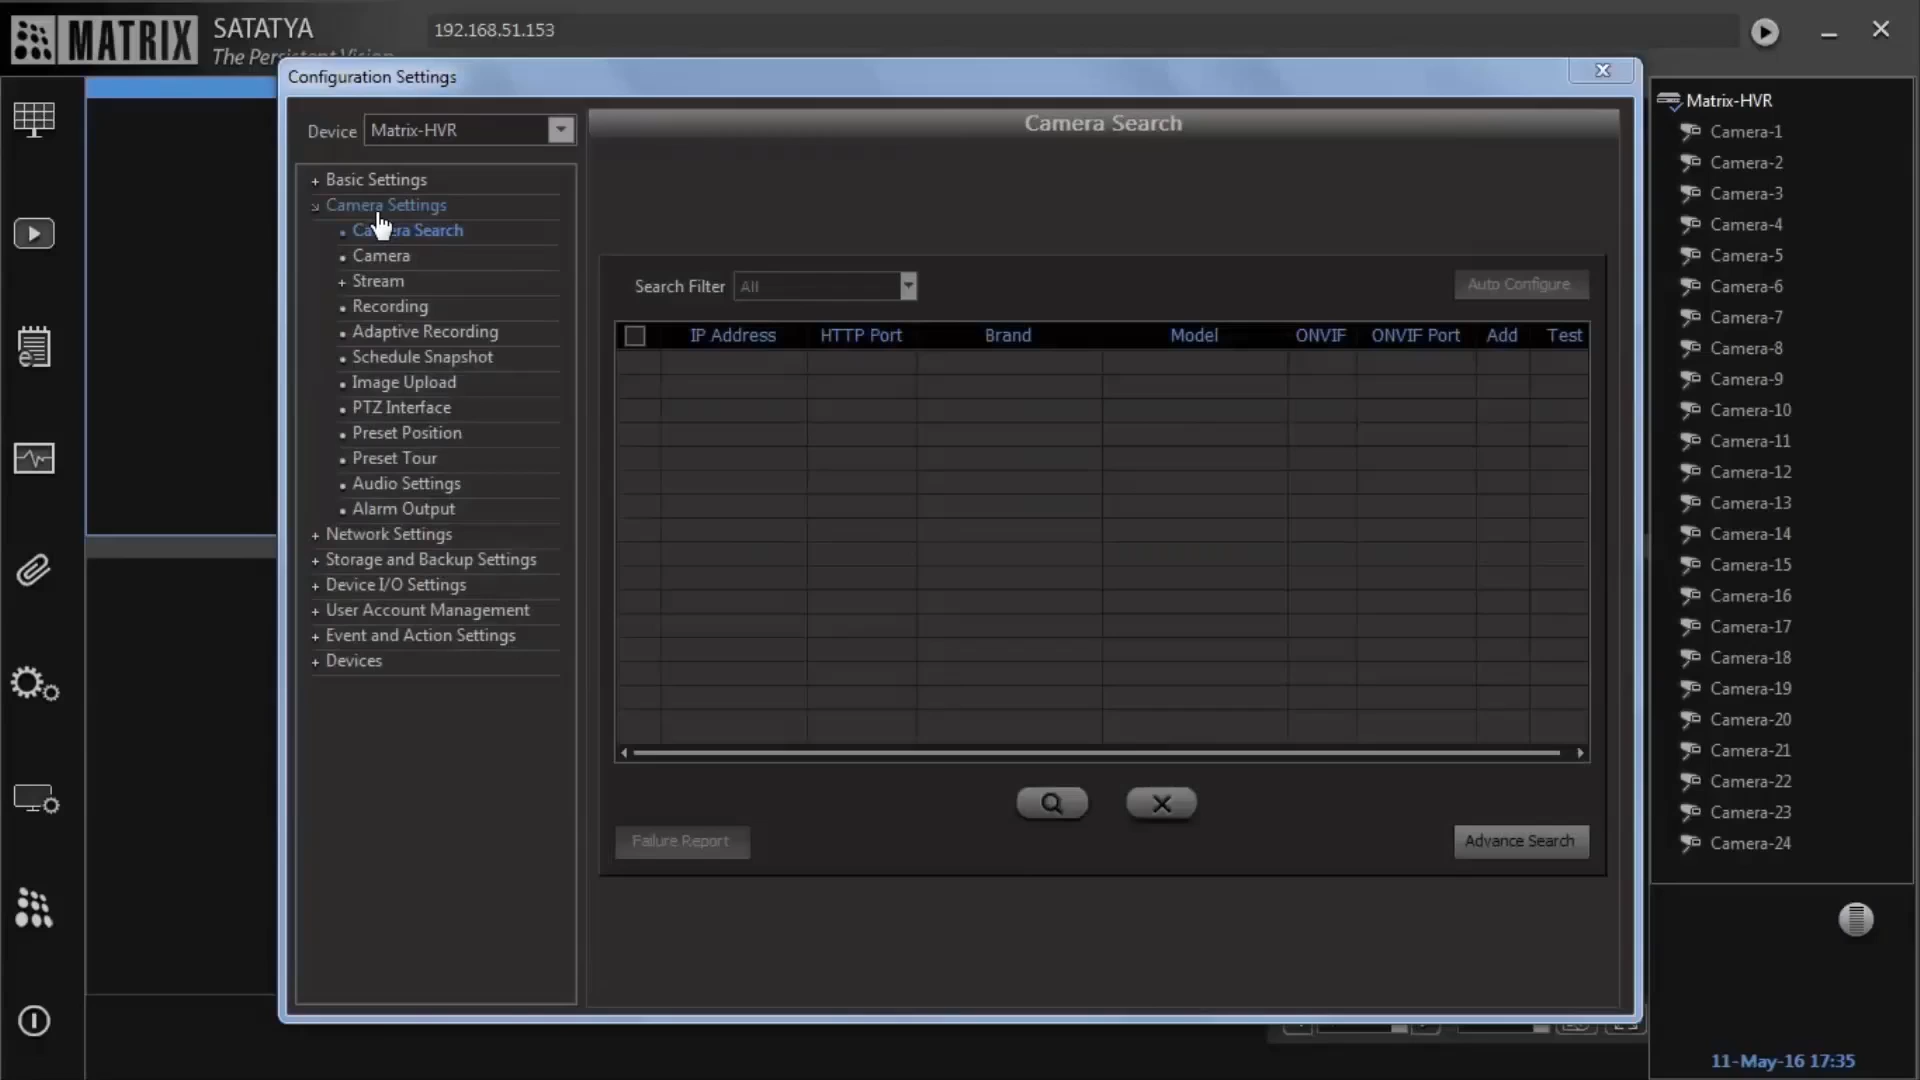 MATRIX
SATATYA
The Persistent Vision
192.168.51.153
Configuration Settings
Device Matrix-HVR
+ Basic Settings
Camera Settings
Camera Search
Camera
+ Stream
Recording
Adaptive Recording
Schedule Snapshot
Image Upload
PTZ Interface
Preset Position
Preset Tour
Audio Settings
Alarm Output
+ Network Settings
+ Storage and Backup Settings
+ Device I/O Settings
+ User Account Management
+ Event and Action Settings
+ Devices
Camera Search
Search Filter All
Auto Configure
IP Address HTTP Port Brand Model ONVIF ONVIF Port Add Test
Failure Report
Advance Search
Matrix-HVR
Camera-1
Camera-2
Camera-3
Camera-4
Camera-5
Camera-6
Camera-7
Camera-8
Camera-9
Camera-10
Camera-11
Camera-12
Camera-13
Camera-14
Camera-15
Camera-16
Camera-17
Camera-18
Camera-19
Camera-20
Camera-21
Camera-22
Camera-23
Camera-24
11-May-16 17:35